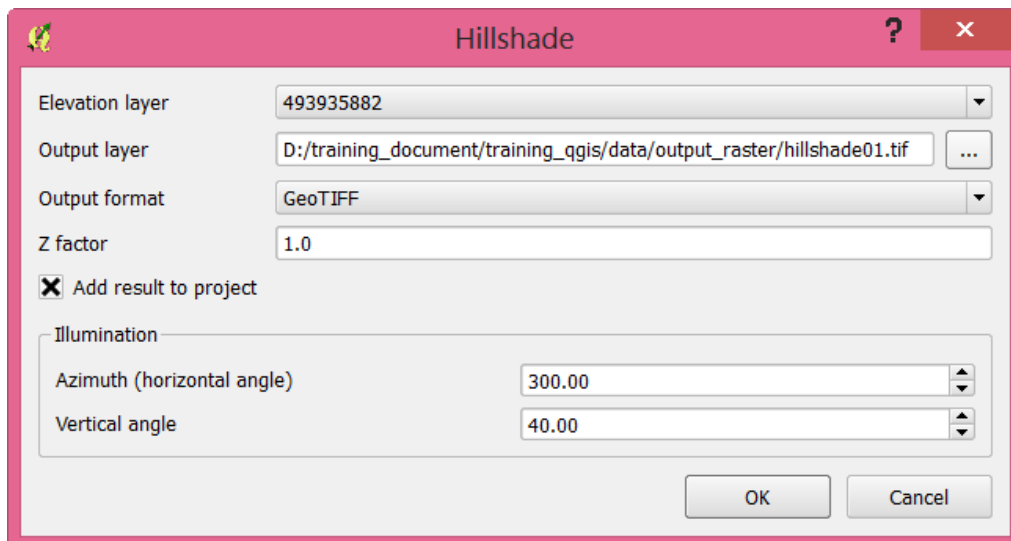 Hillshade
?
Elevation layer 493935882
Output layer D:/training_document/training_qgis/data/output_raster/hillshade01.tif ...
Output format GeoTIFF
Z factor 1.0
Add result to project
Illumination
Azimuth (horizontal angle) 300.00
Vertical angle 40.00
OK Cancel